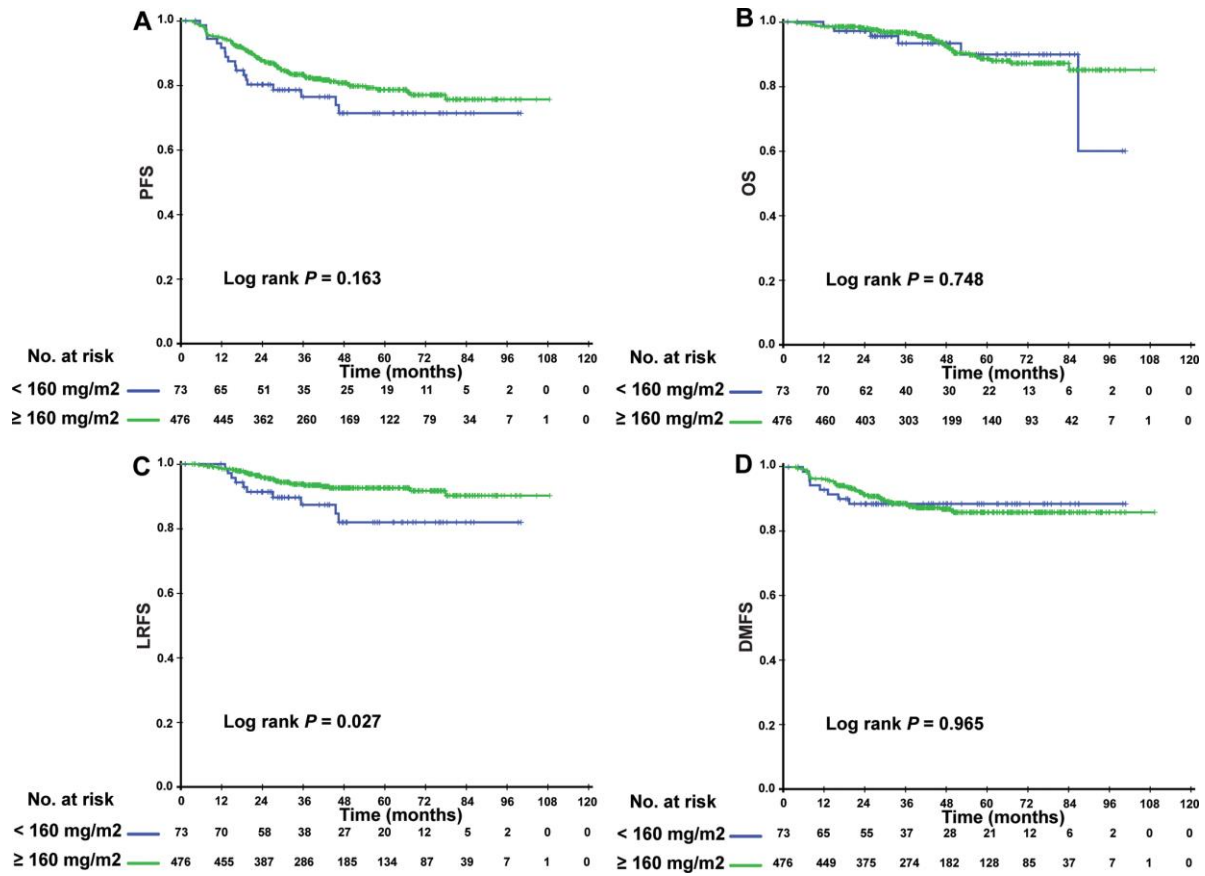 A
1.0
0.8
0.6
0.4
0.2
0.0
PFS
Log rank P = 0.163
0 12 24 36 48 60 72 84 96 108 120
Time (months)
No. at risk
< 160 mg/m2 73 65 51 35 25 19 11 5 2 0 0
≥ 160 mg/m2 476 445 362 260 169 122 79 34 7 1 0
B
1.0
0.8
0.6
0.4
0.2
0.0
OS
Log rank P = 0.748
0 12 24 36 48 60 72 84 96 108 120
Time (months)
No. at risk
< 160 mg/m2 73 70 62 40 30 22 13 6 2 0 0
≥ 160 mg/m2 476 460 403 303 199 140 93 42 7 1 0
C
1.0
0.8
0.6
0.4
0.2
0.0
LRFS
Log rank P = 0.027
0 12 24 36 48 60 72 84 96 108 120
Time (months)
No. at risk
< 160 mg/m2 73 70 58 38 27 20 12 5 2 0 0
≥ 160 mg/m2 476 455 387 286 185 134 87 39 7 1 0
D
1.0
0.8
0.6
0.4
0.2
0.0
DMFS
Log rank P = 0.965
0 12 24 36 48 60 72 84 96 108 120
Time (months)
No. at risk
< 160 mg/m2 73 65 55 37 28 21 12 6 2 0 0
≥ 160 mg/m2 476 449 375 274 182 128 85 37 7 1 0